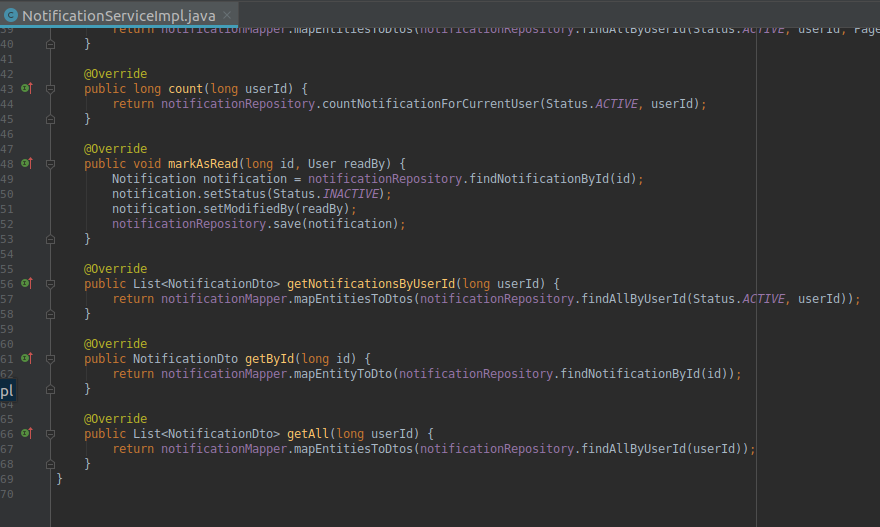 NotificationServiceImpl.java
39 return notificationMapper.mapEntitiesToDtos(notificationRepository.findAllByUserId(Status.ACTIVE, userId, Page
40 }
41
42 @Override
43 public long count(long userId) {
44 return notificationRepository.countNotificationForCurrentUser(Status.ACTIVE, userId);
45 }
46
47 @Override
48 public void markAsRead(long id, User readBy) {
49 Notification notification = notificationRepository.findNotificationById(id);
50 notification.setStatus(Status.INACTIVE);
51 notification.setModifiedBy(readBy);
52 notificationRepository.save(notification);
53 }
54
55 @Override
56 public List<NotificationDto> getNotificationsByUserId(long userId) {
57 return notificationMapper.mapEntitiesToDtos(notificationRepository.findAllByUserId(Status.ACTIVE, userId));
58 }
59
60 @Override
61 public NotificationDto getById(long id) {
62 return notificationMapper.mapEntityToDto(notificationRepository.findNotificationById(id));
pl }
64
65 @Override
66 public List<NotificationDto> getAll(long userId) {
67 return notificationMapper.mapEntitiesToDtos(notificationRepository.findAllByUserId(userId));
68 }
69 }
70